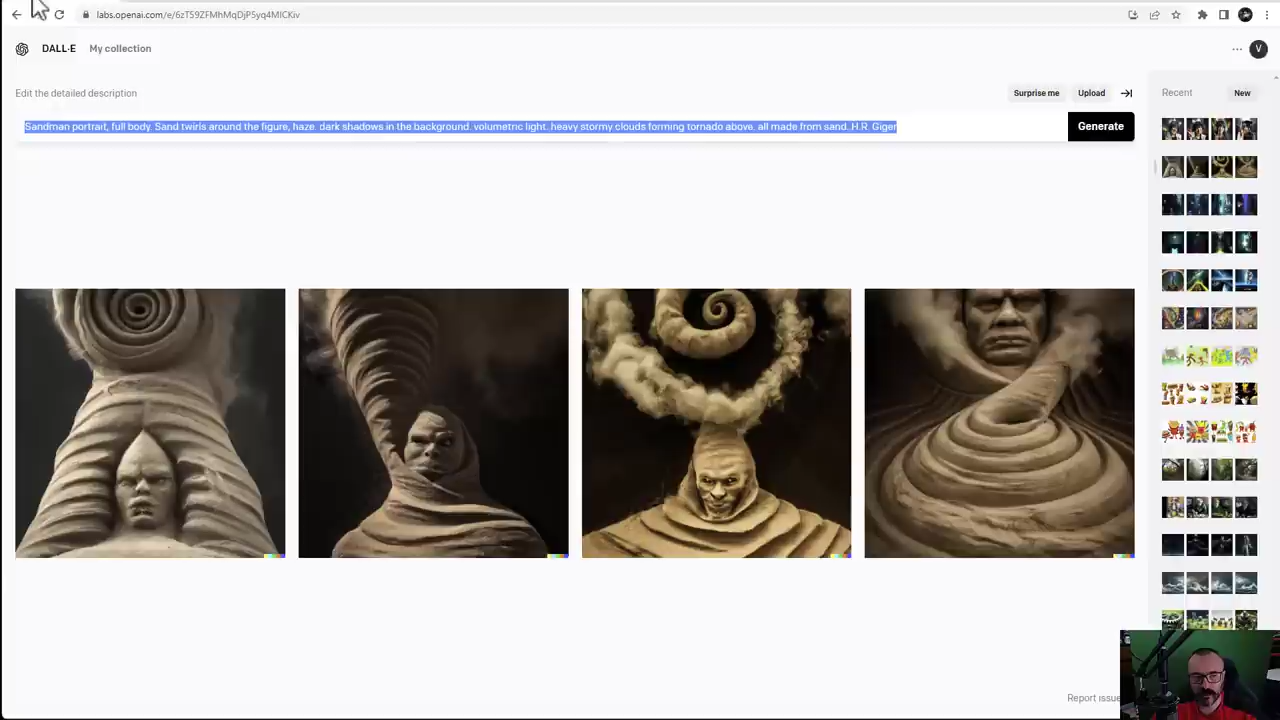 labs.openai.com/e/6zT59ZFMhMqDjP5yq4MlCKiv
DALL·E My collection
V
Edit the detailed description
Surprise me
Upload
Recent
New
Sandman portrait, full body. Sand twirls around the figure, haze. dark shadows in the background. volumetric light. heavy stormy clouds forming tornado above. all made from sand. H.R. Giger
Generate
Report issue